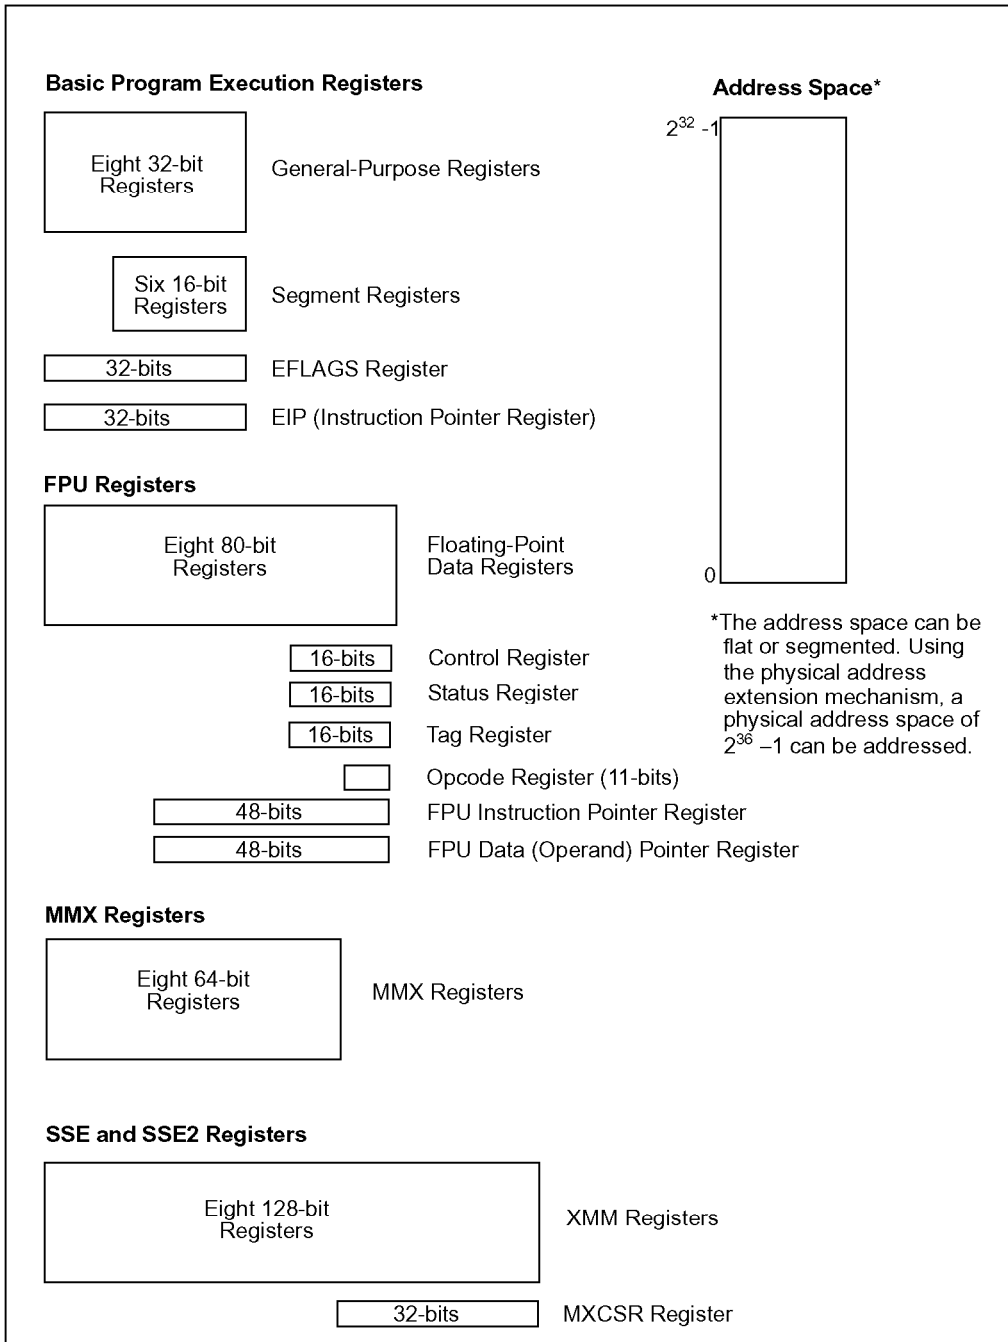 Basic Program Execution Registers
Eight 32-bit
Registers
General-Purpose Registers
Six 16-bit
Registers
Segment Registers
32-bits
EFLAGS Register
32-bits
EIP (Instruction Pointer Register)
FPU Registers
Eight 80-bit
Registers
Floating-Point
Data Registers
16-bits
Control Register
16-bits
Status Register
16-bits
Tag Register
Opcode Register (11-bits)
48-bits
FPU Instruction Pointer Register
48-bits
FPU Data (Operand) Pointer Register
MMX Registers
Eight 64-bit
Registers
MMX Registers
SSE and SSE2 Registers
Eight 128-bit
Registers
XMM Registers
32-bits
MXCSR Register
Address Space*
2³² -1
0
*The address space can be
flat or segmented. Using
the physical address
extension mechanism, a
physical address space of
2³⁶ –1 can be addressed.